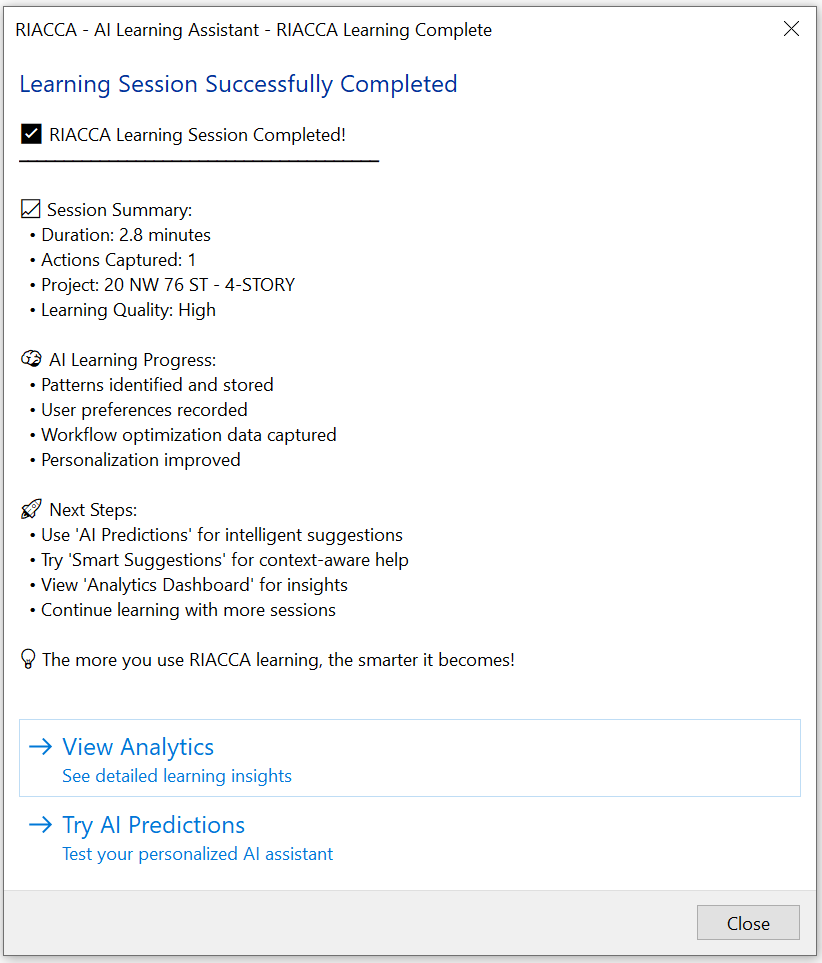 RIACCA - AI Learning Assistant - RIACCA Learning Complete
Learning Session Successfully Completed
RIACCA Learning Session Completed!
Session Summary:
• Duration: 2.8 minutes
• Actions Captured: 1
• Project: 20 NW 76 ST - 4-STORY
• Learning Quality: High
AI Learning Progress:
• Patterns identified and stored
• User preferences recorded
• Workflow optimization data captured
• Personalization improved
Next Steps:
• Use 'AI Predictions' for intelligent suggestions
• Try 'Smart Suggestions' for context-aware help
• View 'Analytics Dashboard' for insights
• Continue learning with more sessions
The more you use RIACCA learning, the smarter it becomes!
View Analytics
See detailed learning insights
Try AI Predictions
Test your personalized AI assistant
Close